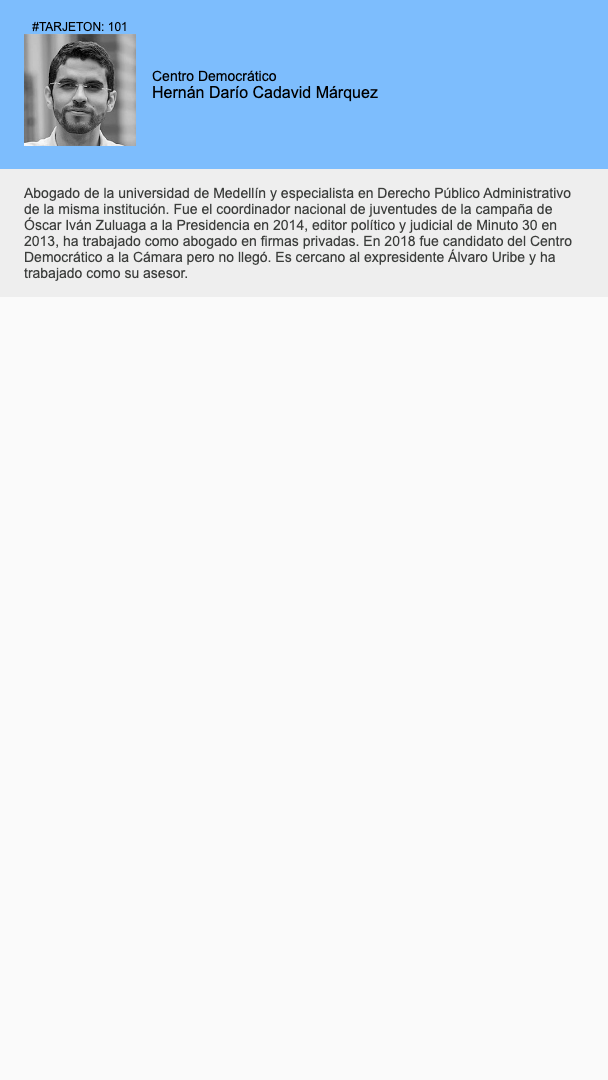 #TARJETON: 101
Centro Democrático
Hernán Darío Cadavid Márquez
Abogado de la universidad de Medellín y especialista en Derecho Público Administrativo
de la misma institución. Fue el coordinador nacional de juventudes de la campaña de
Óscar Iván Zuluaga a la Presidencia en 2014, editor político y judicial de Minuto 30 en
2013, ha trabajado como abogado en firmas privadas. En 2018 fue candidato del Centro
Democrático a la Cámara pero no llegó. Es cercano al expresidente Álvaro Uribe y ha
trabajado como su asesor.